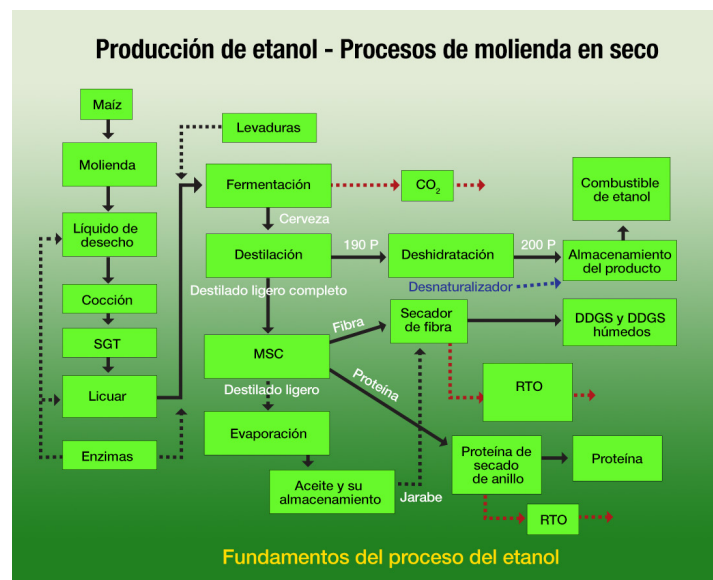 Producción de etanol - Procesos de molienda en seco
Maíz
Levaduras
Molienda
Fermentación
CO₂
Combustible
de etanol
Cerveza
Líquido de
desecho
Destilación
190 P
Deshidratación
200 P
Almacenamiento
del producto
Destilado ligero completo
Desnaturalizador
Cocción
Secador
de fibra
DDGS y DDGS
húmedos
SGT
MSC
Fibra
Proteína
Licuar
Destilado ligero
RTO
Evaporación
Enzimas
Proteína de
secado
de anillo
Proteína
Aceite y su
almacenamiento
Jarabe
RTO
Fundamentos del proceso del etanol